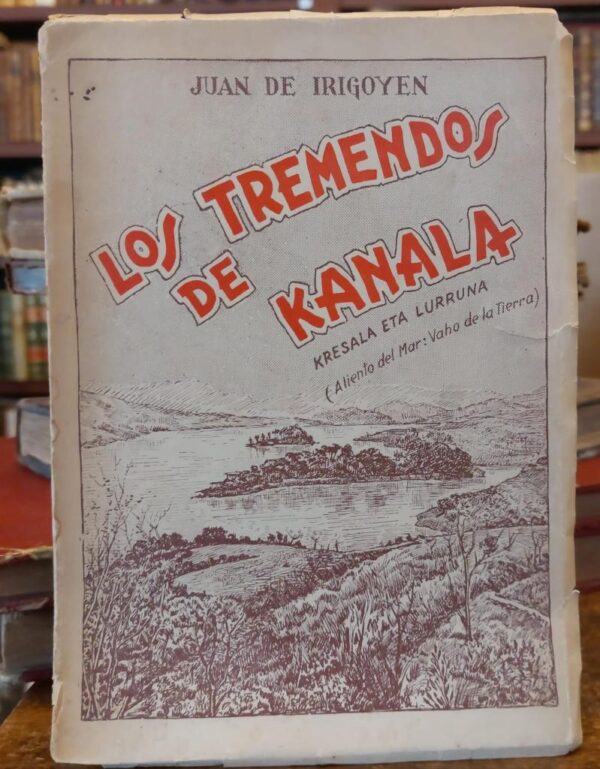 JUAN DE IRIGOYEN
LOS TREMENDOS
DE KANALA
KRESALA ETA LURRUNA
(Aliento del Mar: Vaho de la Tierra)